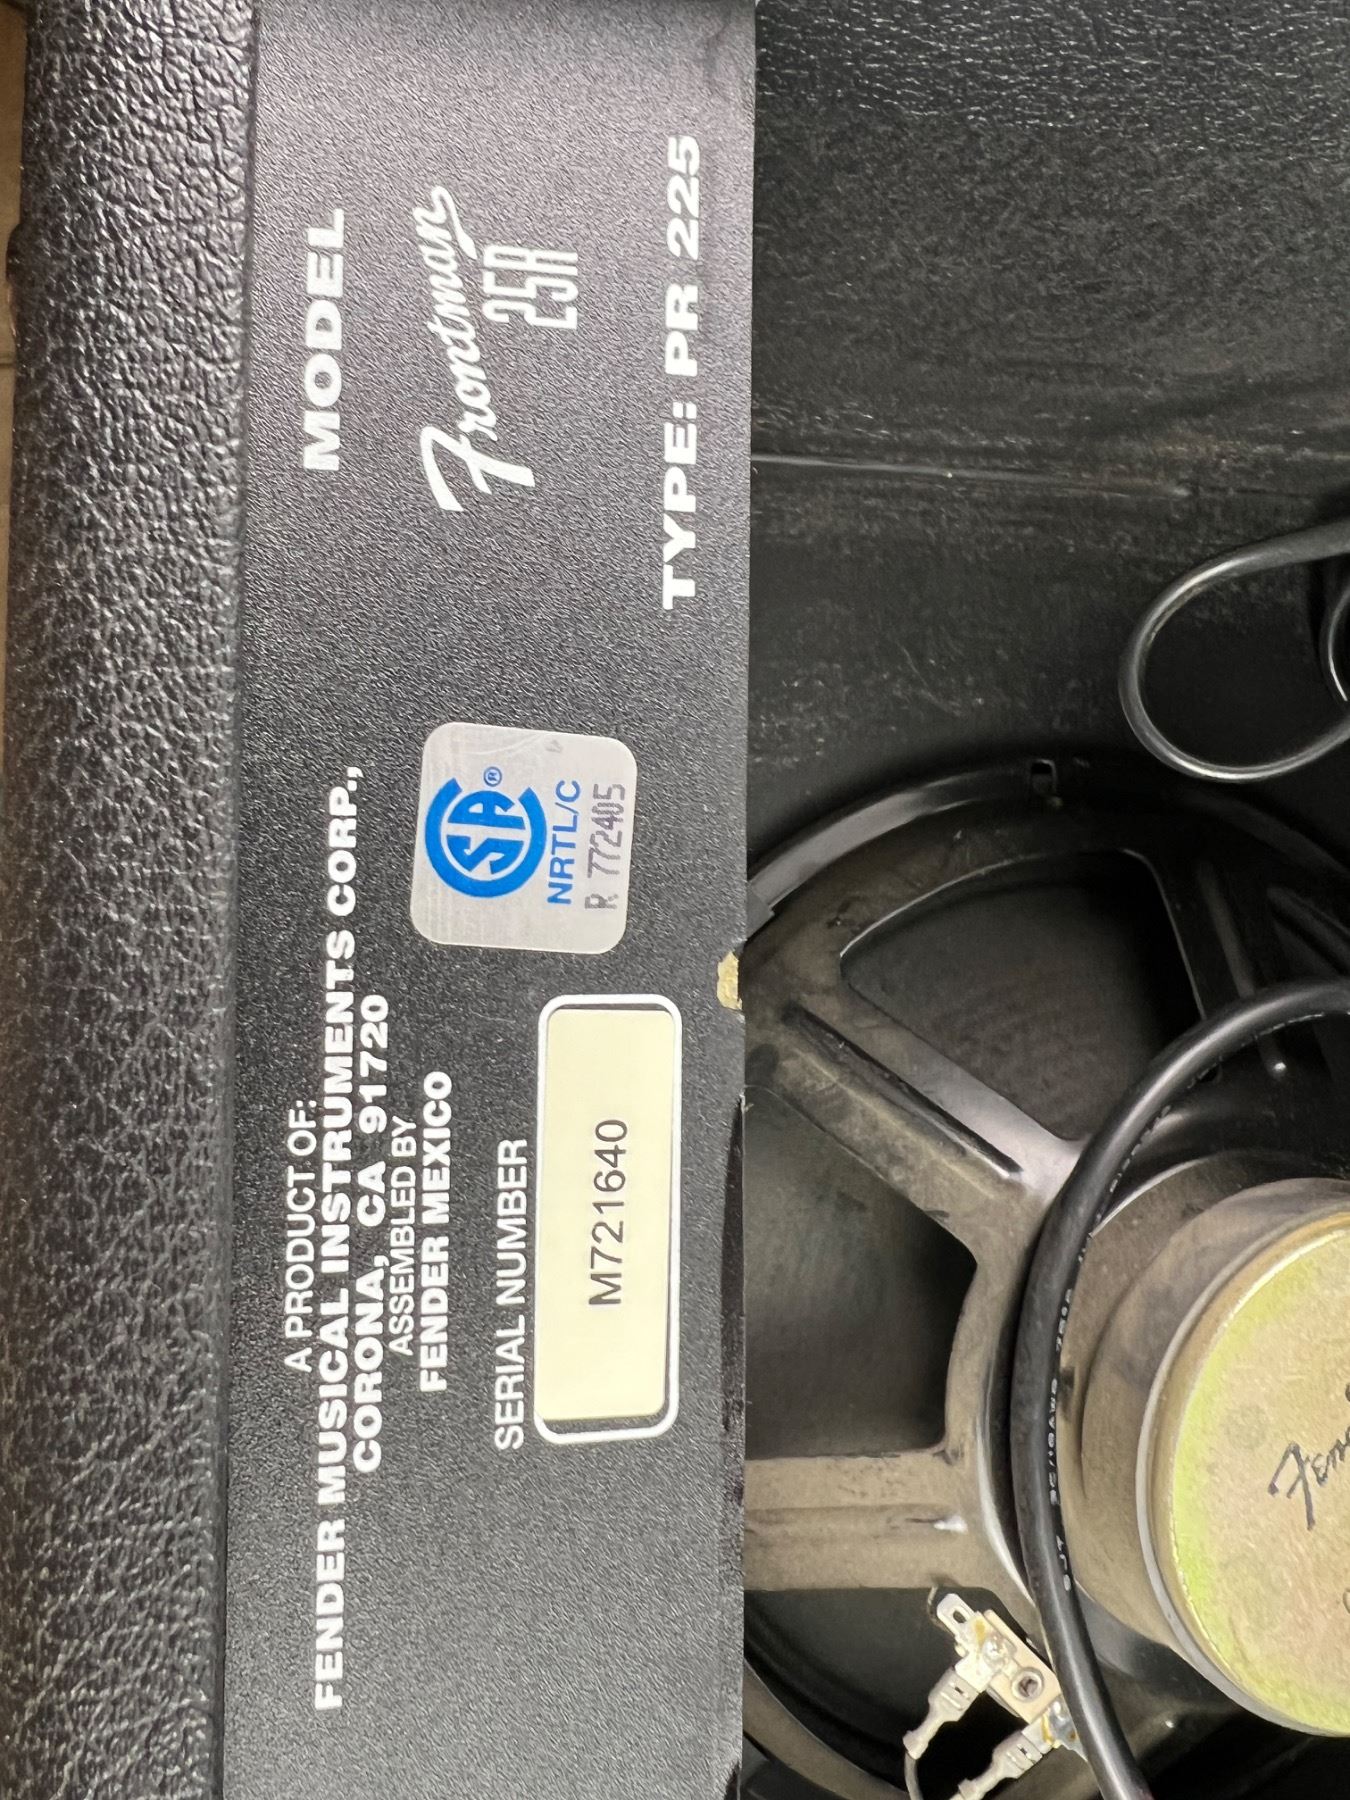 MODEL
Frontman
25R
TYPE: PR 225
A PRODUCT OF:
FENDER MUSICAL INSTRUMENTS CORP.,
CORONA, CA 91720
ASSEMBLED BY
FENDER MEXICO
SERIAL NUMBER
M721640
SA®
NRTL/C
R 772405